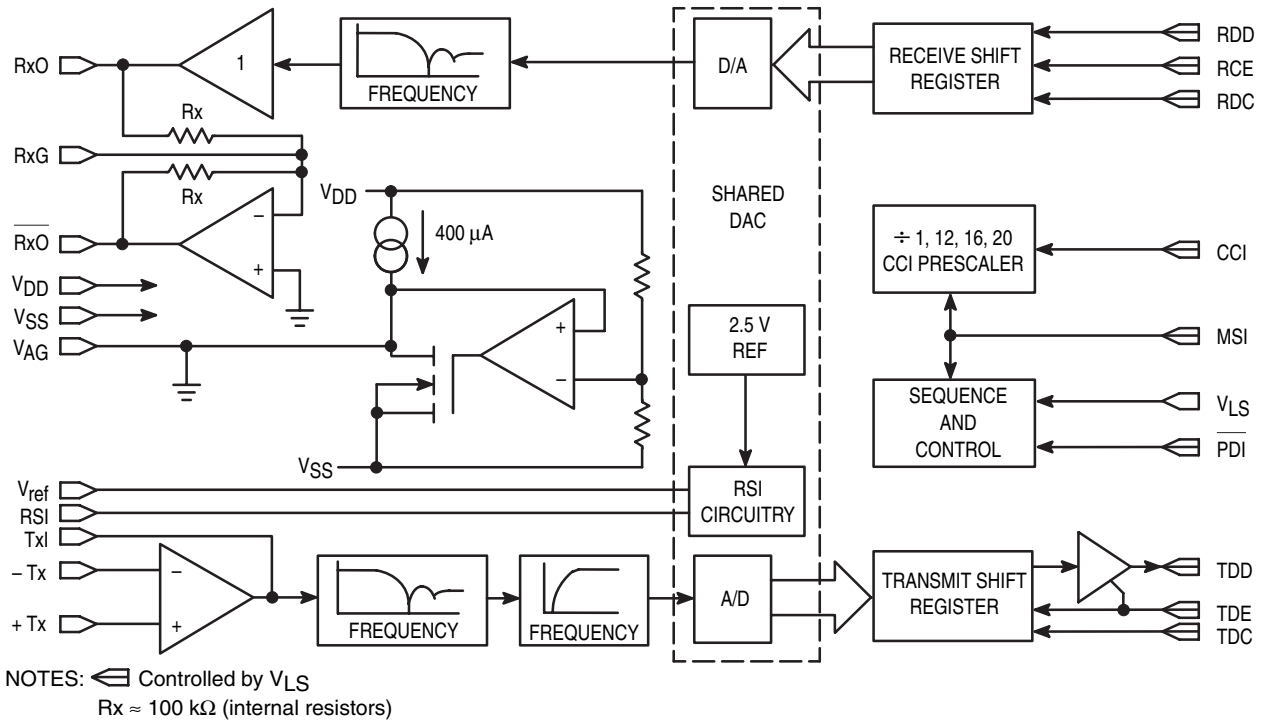 RxO
1
FREQUENCY
D/A
RECEIVE SHIFT
REGISTER
RDD
RCE
RDC
Rx
RxG
Rx
RxO
−
+
VDD
VSS
VAG
VDD
400 µA
+
−
VSS
SHARED
DAC
2.5 V
REF
RSI
CIRCUITRY
÷ 1, 12, 16, 20
CCI PRESCALER
CCI
MSI
SEQUENCE
AND
CONTROL
VLS
PDI
Vref
RSI
TxI
– Tx
+ Tx
−
+
FREQUENCY
FREQUENCY
A/D
TRANSMIT SHIFT
REGISTER
TDD
TDE
TDC
NOTES: Controlled by VLS
Rx ≈ 100 kΩ (internal resistors)